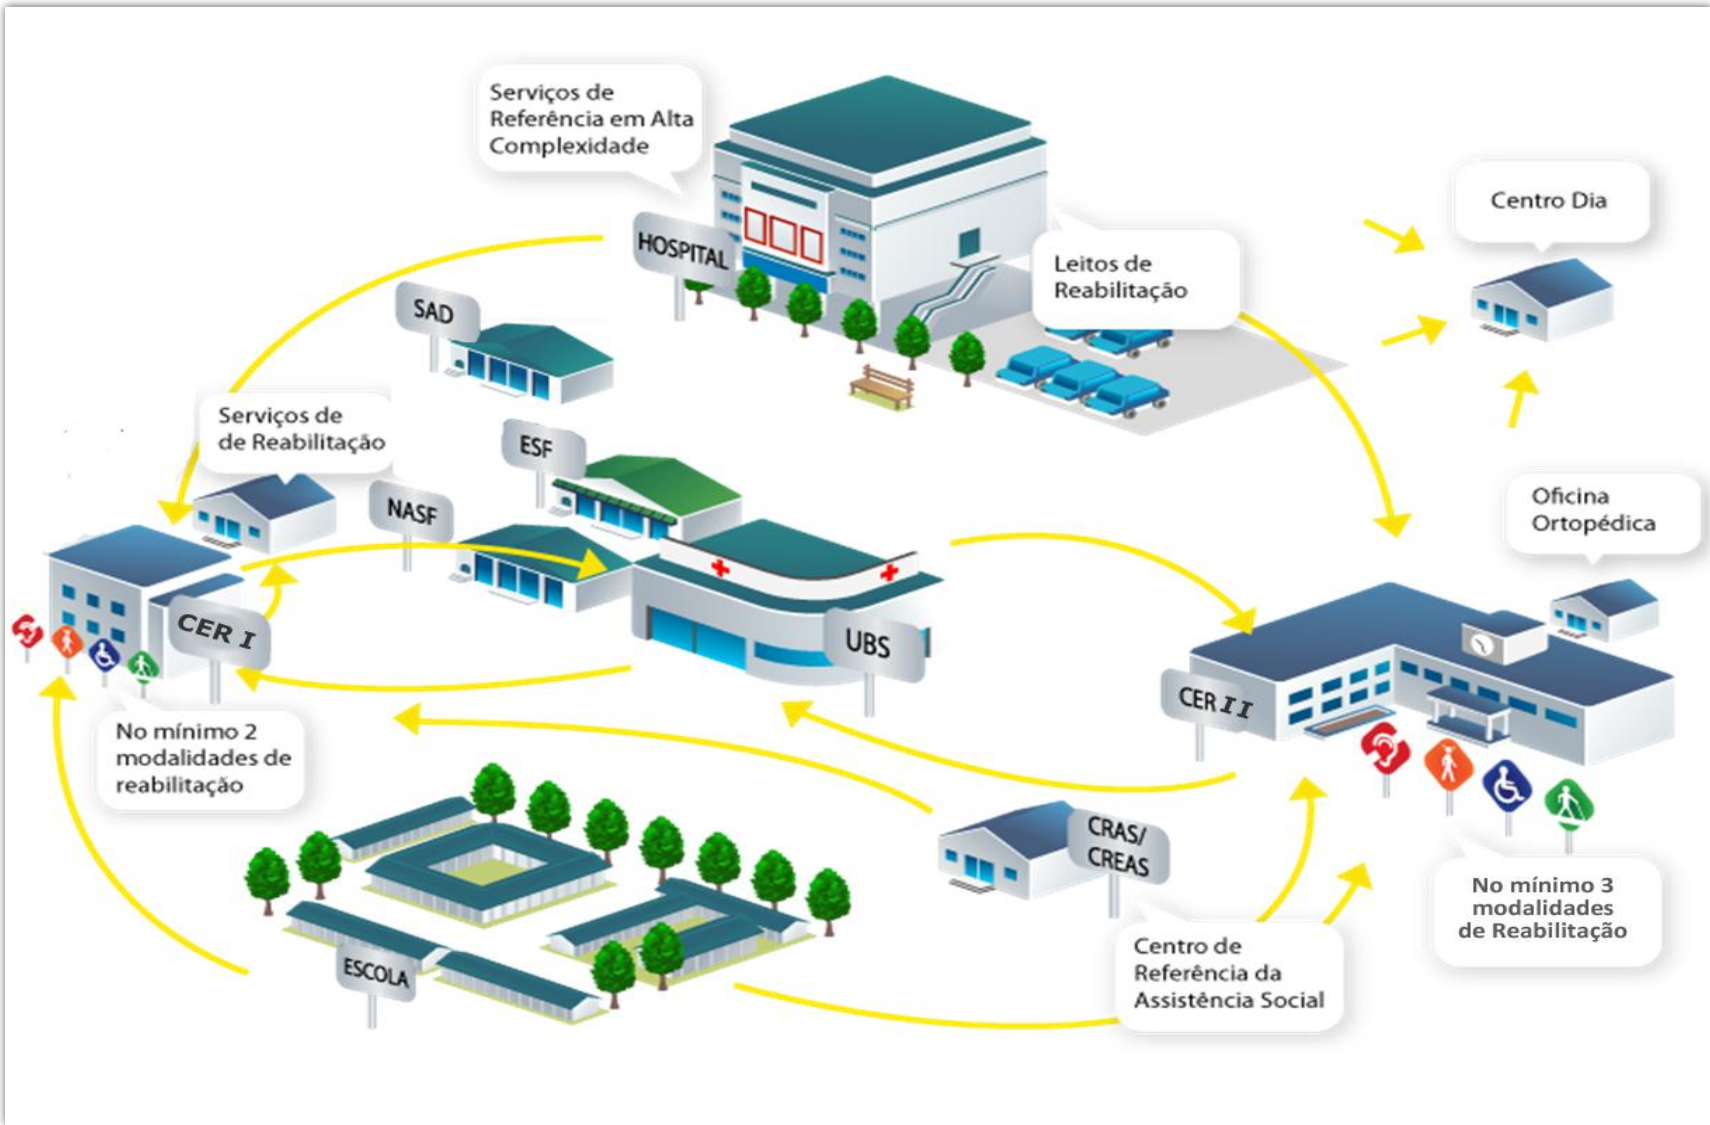 Serviços de
Referência em Alta
Complexidade
HOSPITAL
Leitos de
Reabilitação
Centro Dia
SAD
Serviços de
de Reabilitação
ESF
NASF
Oficina
Ortopédica
CER I
UBS
CER II
No mínimo 2
modalidades de
reabilitação
CRAS/
CREAS
No mínimo 3
modalidades
de Reabilitação
Centro de
Referência da
Assistência Social
ESCOLA